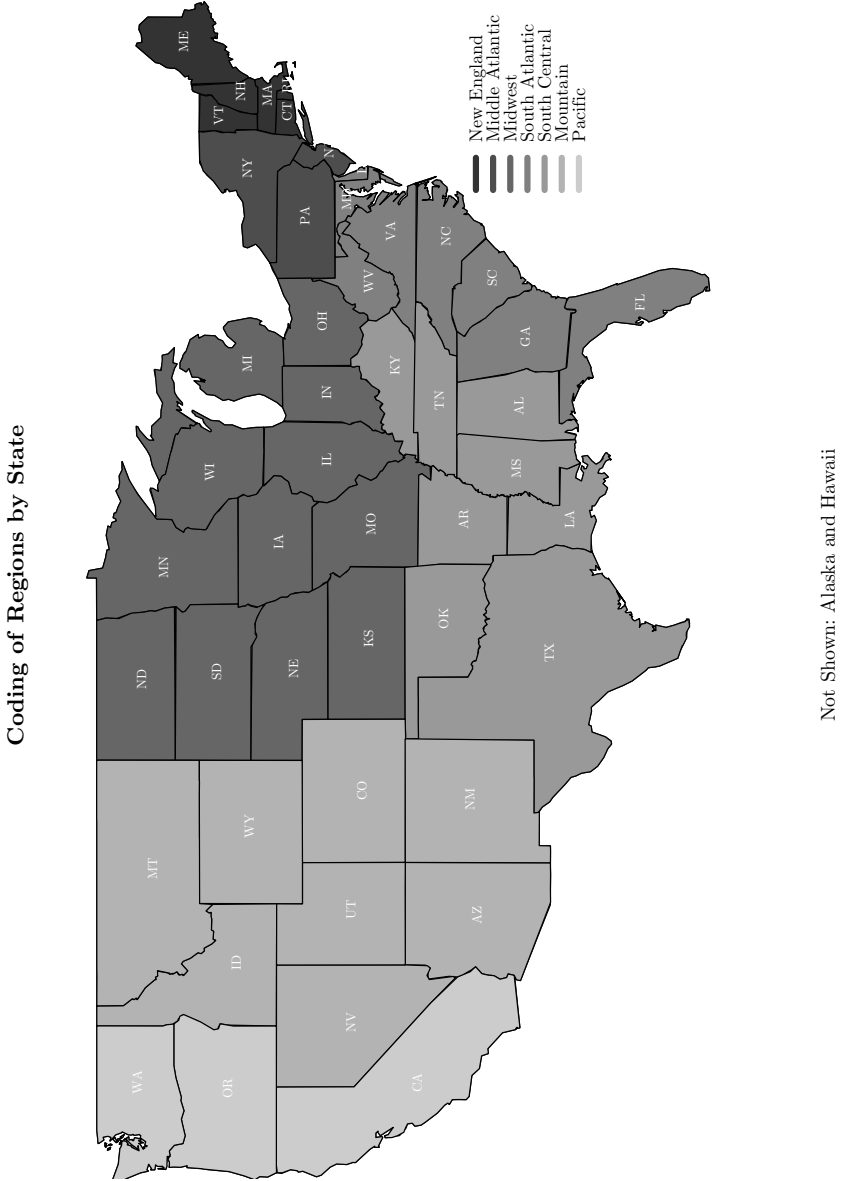 Coding of Regions by State
ME
NH
VT
MA
RI
CT
NY
PA
VA
WV
NC
SC
GA
FL
OH
MI
IN
KY
TN
AL
MS
WI
IL
MN
IA
MO
AR
LA
ND
SD
NE
KS
OK
TX
MT
WY
CO
NM
ID
UT
AZ
NV
WA
OR
CA
New England
Middle Atlantic
Midwest
South Atlantic
South Central
Mountain
Pacific
Not Shown: Alaska and Hawaii